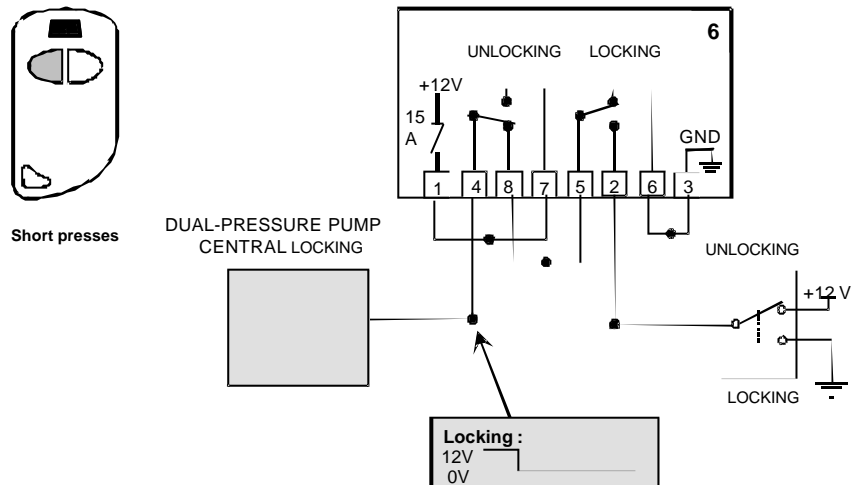 6
UNLOCKING LOCKING
+12V
15
A
GND
1 4 8 7 5 2 6 3
Short presses
DUAL-PRESSURE PUMP
CENTRAL LOCKING
UNLOCKING
+12 V
LOCKING
Locking :
12V
0V